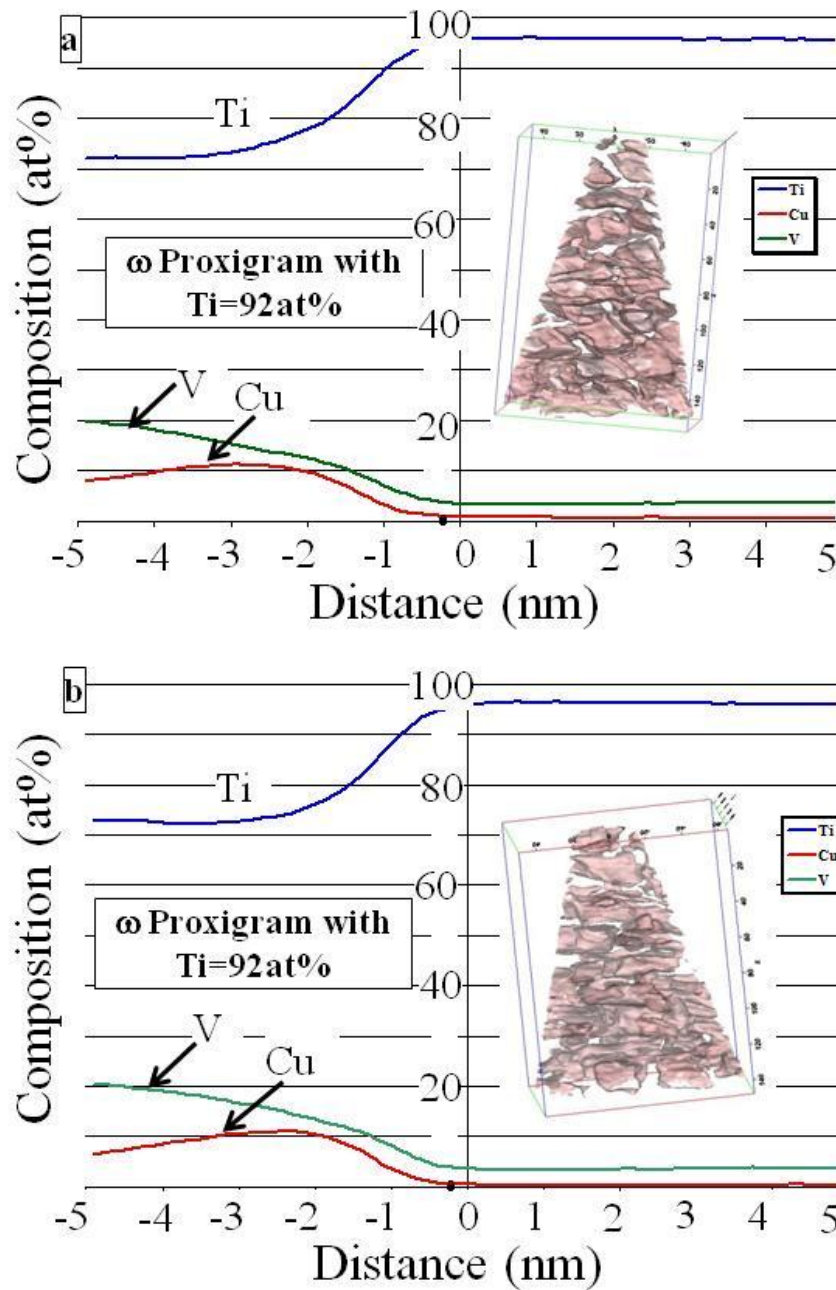 a
100
80
60
40
20
Ti
ω Proxigram with
Ti=92at%
V
Cu
Ti
Cu
V
Composition (at%)
-5 -4 -3 -2 -1 0 1 2 3 4 5
Distance (nm)
b
100
80
60
40
20
Ti
ω Proxigram with
Ti=92at%
V
Cu
Ti
Cu
V
Composition (at%)
-5 -4 -3 -2 -1 0 1 2 3 4 5
Distance (nm)